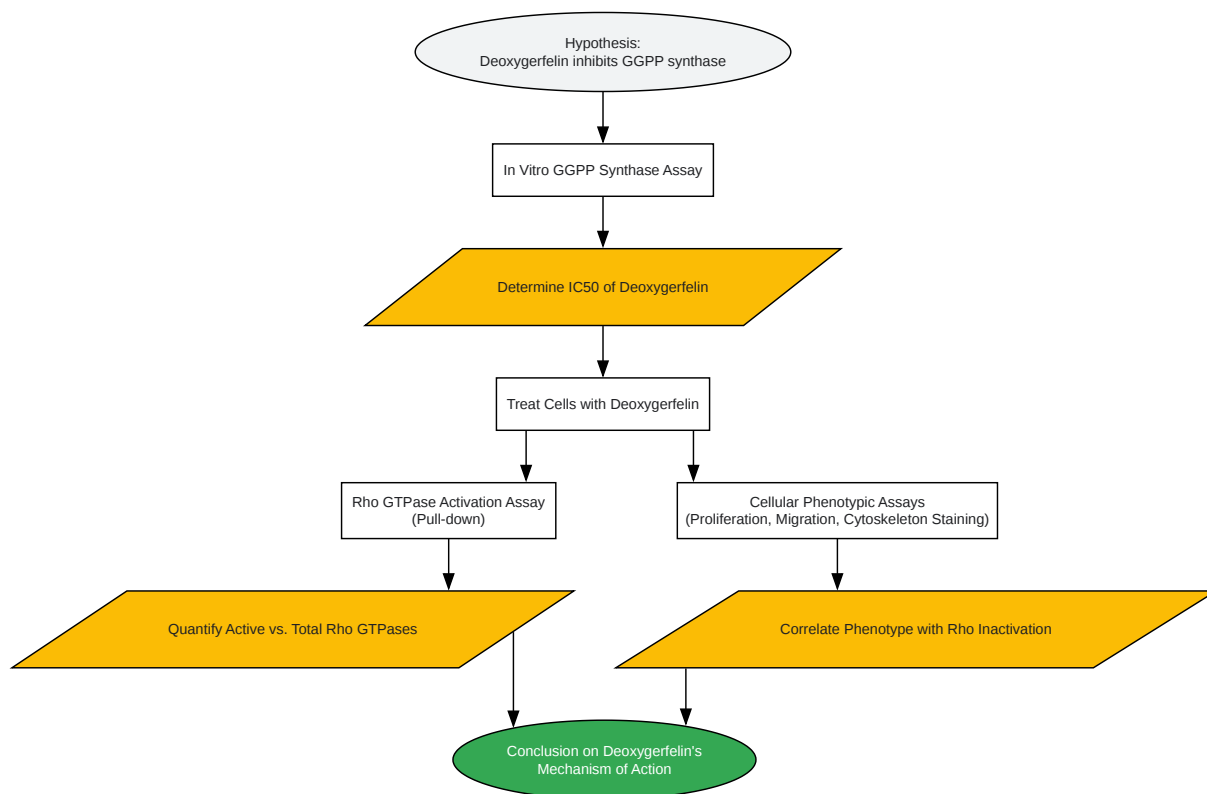 Hypothesis:
Deoxygerfelin inhibits GGPP synthase
In Vitro GGPP Synthase Assay
Determine IC50 of Deoxygerfelin
Treat Cells with Deoxygerfelin
Rho GTPase Activation Assay
(Pull-down)
Cellular Phenotypic Assays
(Proliferation, Migration, Cytoskeleton Staining)
Quantify Active vs. Total Rho GTPases
Correlate Phenotype with Rho Inactivation
Conclusion on Deoxygerfelin's
Mechanism of Action